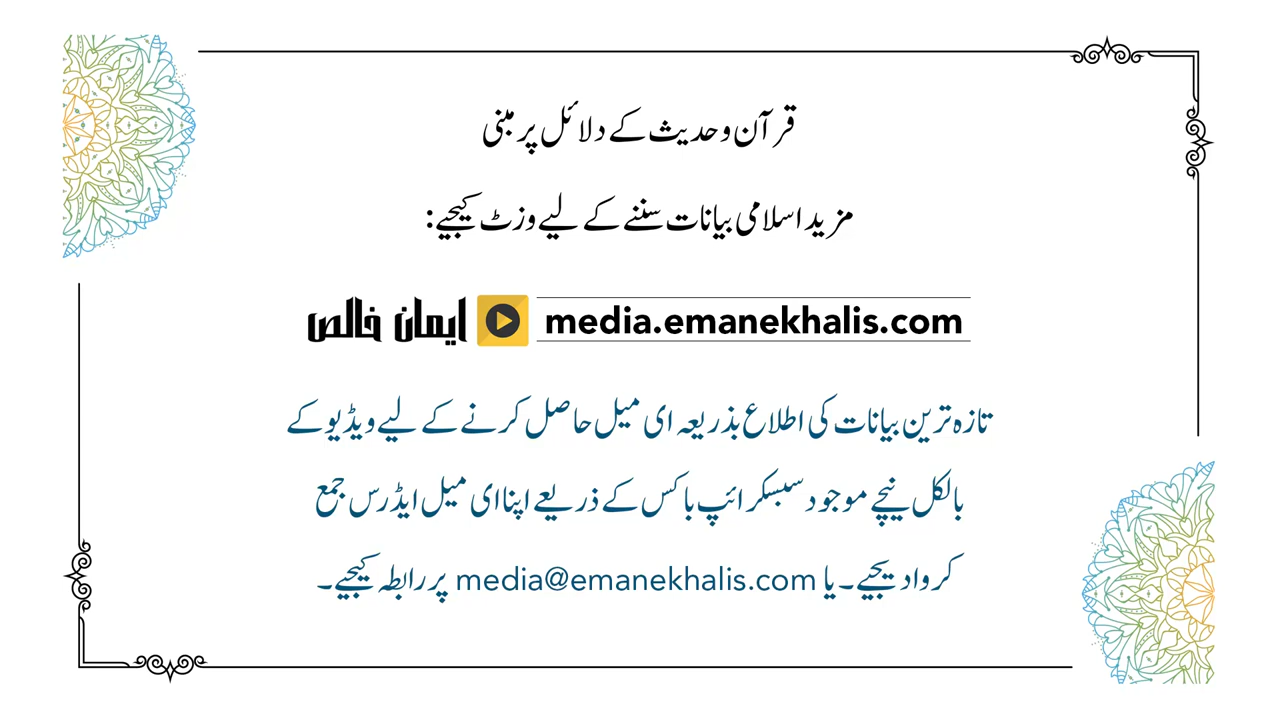 قرآن و حدیث کے دلائل پر مبنی
مزید اسلامی بیانات سننے کے لیے وزٹ کیجیے:
ایمان خالص media.emanekhalis.com
تازہ ترین بیانات کی اطلاع بذریعہ ای میل حاصل کرنے کے لیے ویڈیو کے
بالکل نیچے موجود سبسکرائپ باکس کے ذریعے اپنا ای میل ایڈرس جمع
کروا دیجیے۔ یا media@emanekhalis.com پر رابطہ کیجیے۔